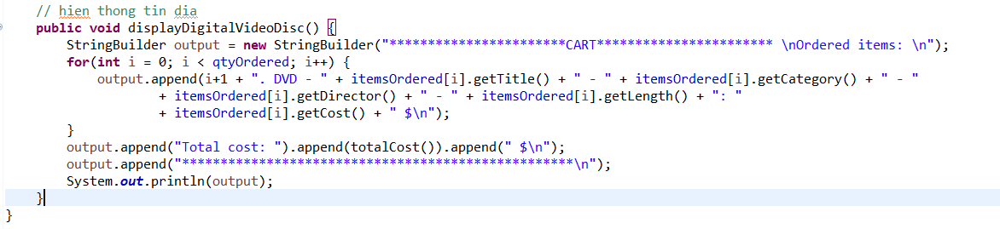 // hien thong tin dia
public void displayDigitalVideoDisc() {
StringBuilder output = new StringBuilder("***********************CART*********************** \nOrdered items: \n");
for(int i = 0; i < qtyOrdered; i++) {
output.append(i+1 + ". DVD - " + itemsOrdered[i].getTitle() + " - " + itemsOrdered[i].getCategory() + " - "
+ itemsOrdered[i].getDirector() + " - " + itemsOrdered[i].getLength() + ": "
+ itemsOrdered[i].getCost() + " $\n");
}
output.append("Total cost: ").append(totalCost()).append(" $\n");
output.append("***************************************************\n");
System.out.println(output);
}
}